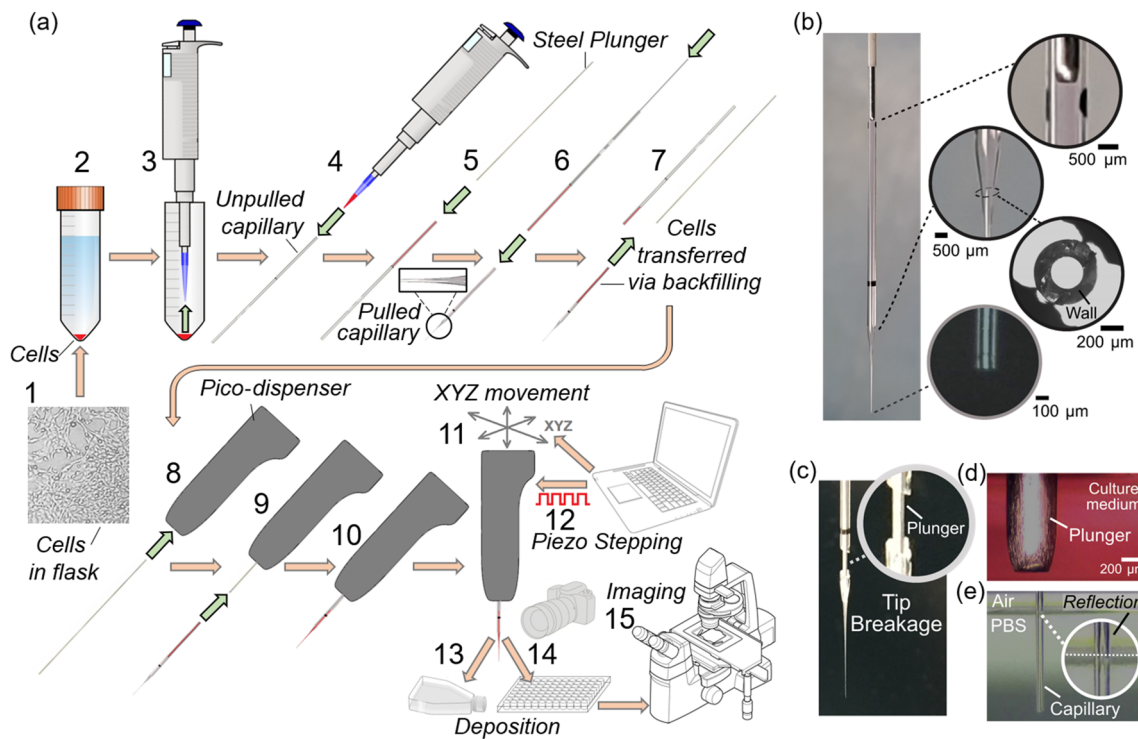 (a)
Steel Plunger
2
3
4
5
6
7
Unpulled
capillary
Cells
transferred
via backfilling
Pulled
capillary
Cells
1
Pico-dispenser
XYZ movement
XYZ
8
9
10
11
12
Piezo Stepping
Cells
in flask
13
14
Deposition
Imaging
15
(b)
500 µm
500 µm
Wall
200 µm
100 µm
(c)
Plunger
Tip
Breakage
(d)
Culture
medium
Plunger
200 µm
(e)
Air
PBS
Reflection
Capillary